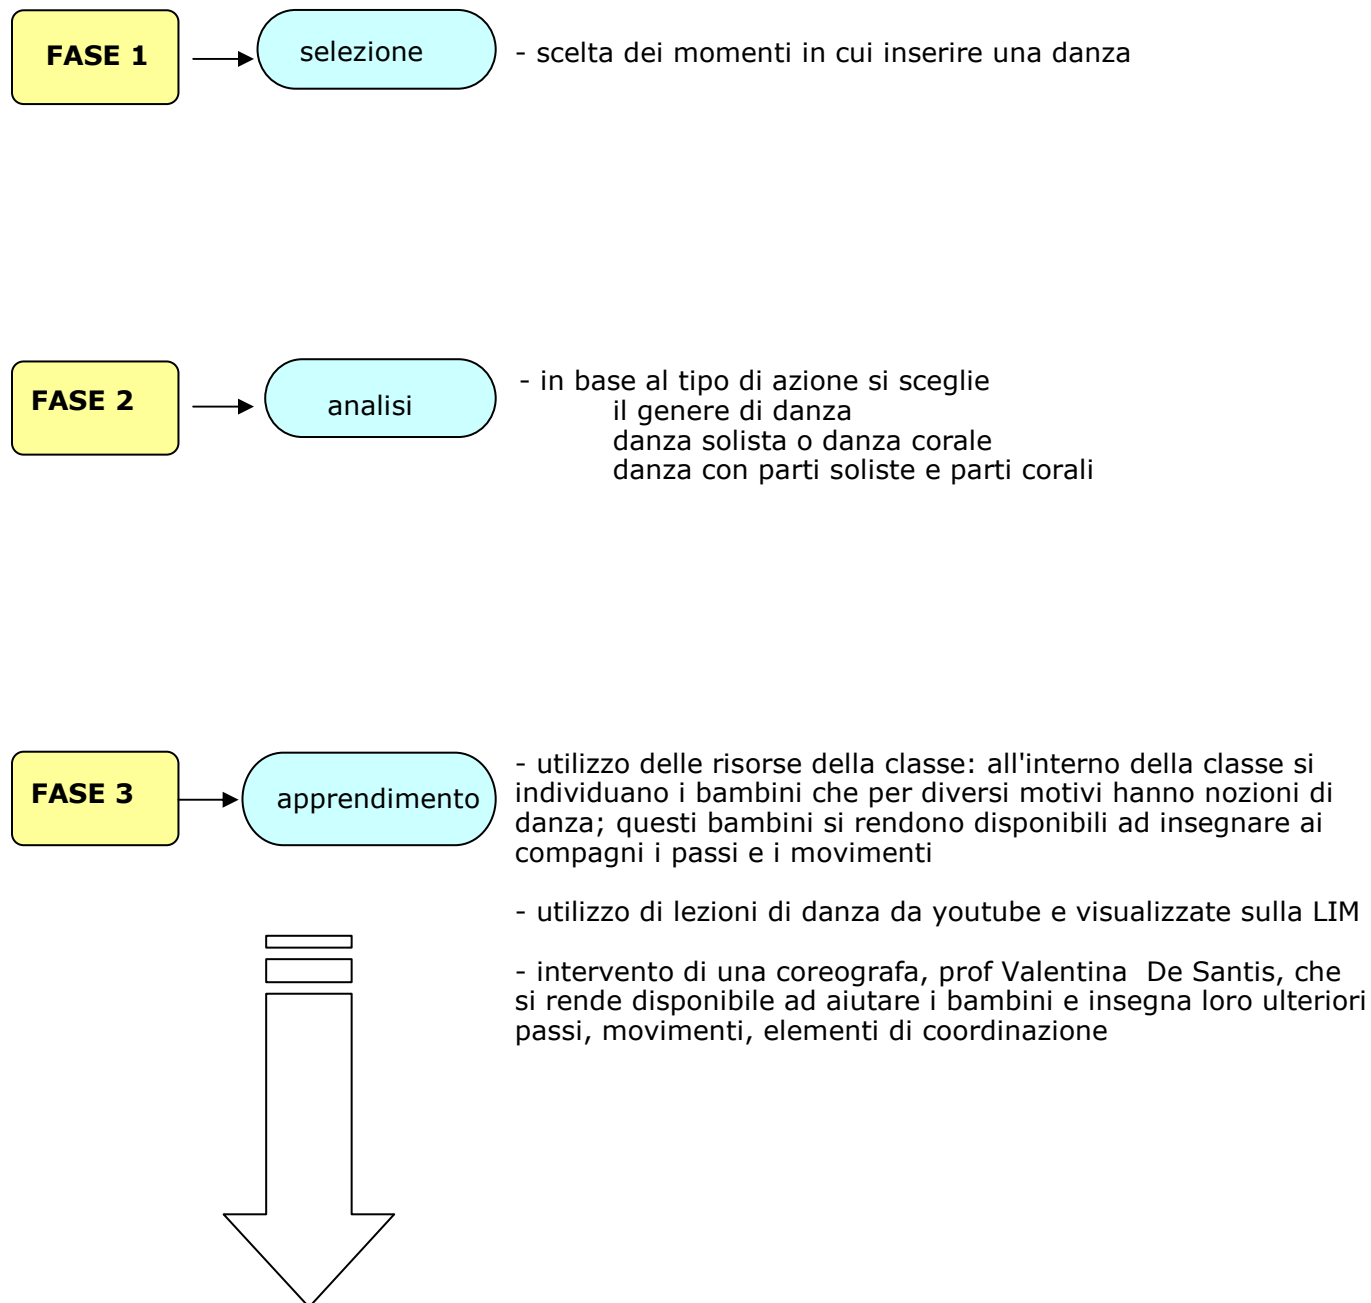 FASE 1
selezione
- scelta dei momenti in cui inserire una danza
FASE 2
analisi
- in base al tipo di azione si sceglie
il genere di danza
danza solista o danza corale
danza con parti soliste e parti corali
FASE 3
apprendimento
- utilizzo delle risorse della classe: all'interno della classe si
individuano i bambini che per diversi motivi hanno nozioni di
danza; questi bambini si rendono disponibili ad insegnare ai
compagni i passi e i movimenti
- utilizzo di lezioni di danza da youtube e visualizzate sulla LIM
- intervento di una coreografa, prof Valentina  De Santis, che
si rende disponibile ad aiutare i bambini e insegna loro ulteriori
passi, movimenti, elementi di coordinazione